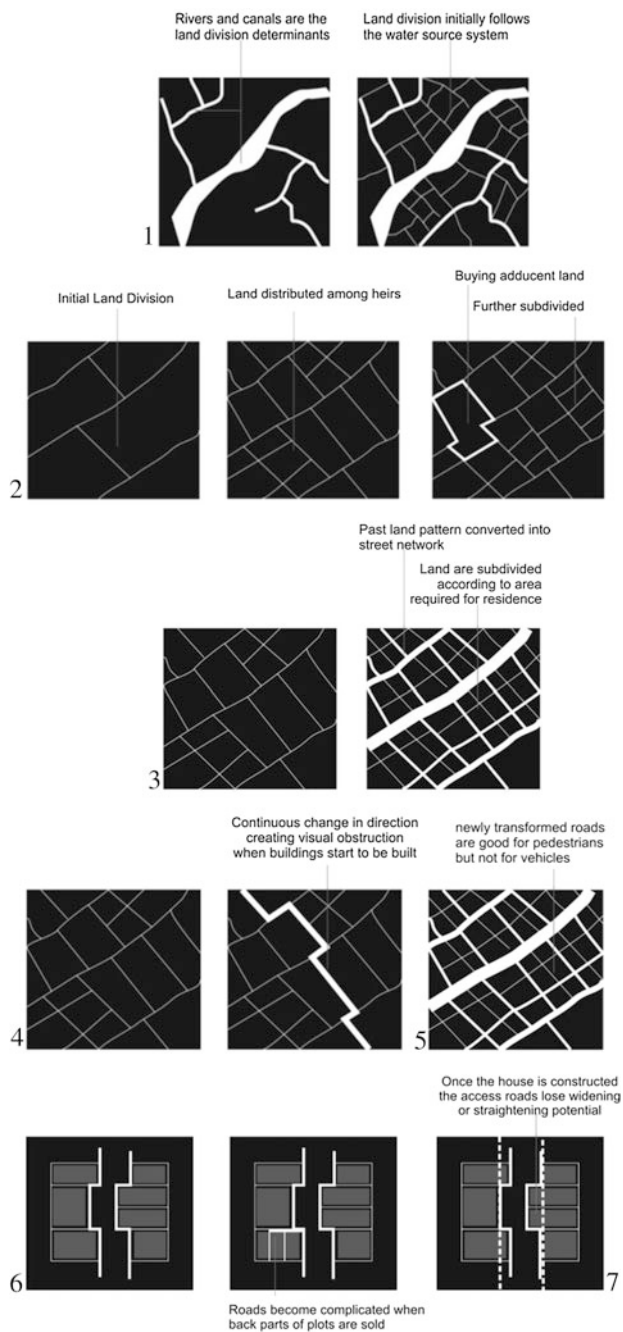 Rivers and canals are the
land division determinants
Land division initially follows
the water source system
1
Initial Land Division
Land distributed among heirs
Buying adducent land
Further subdivided
2
Past land pattern converted into
street network
Land are subdivided
according to area
required for residence
3
Continuous change in direction
creating visual obstruction
when buildings start to be built
newly transformed roads
are good for pedestrians
but not for vehicles
4
5
Once the house is constructed
the access roads lose widening
or straightening potential
6
7
Roads become complicated when
back parts of plots are sold